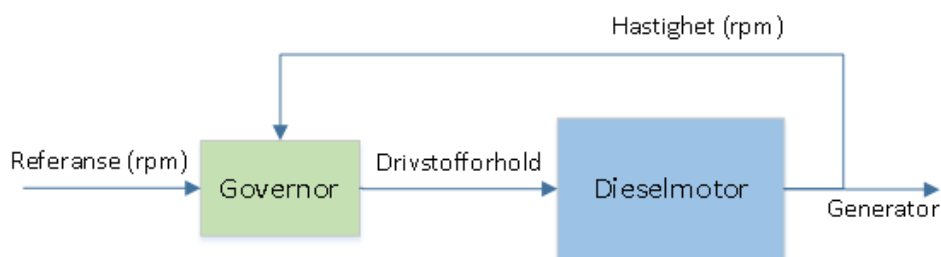 Hastighet (rpm)
Referanse (rpm)
Governor
Drivstofforhold
Dieselmotor
Generator